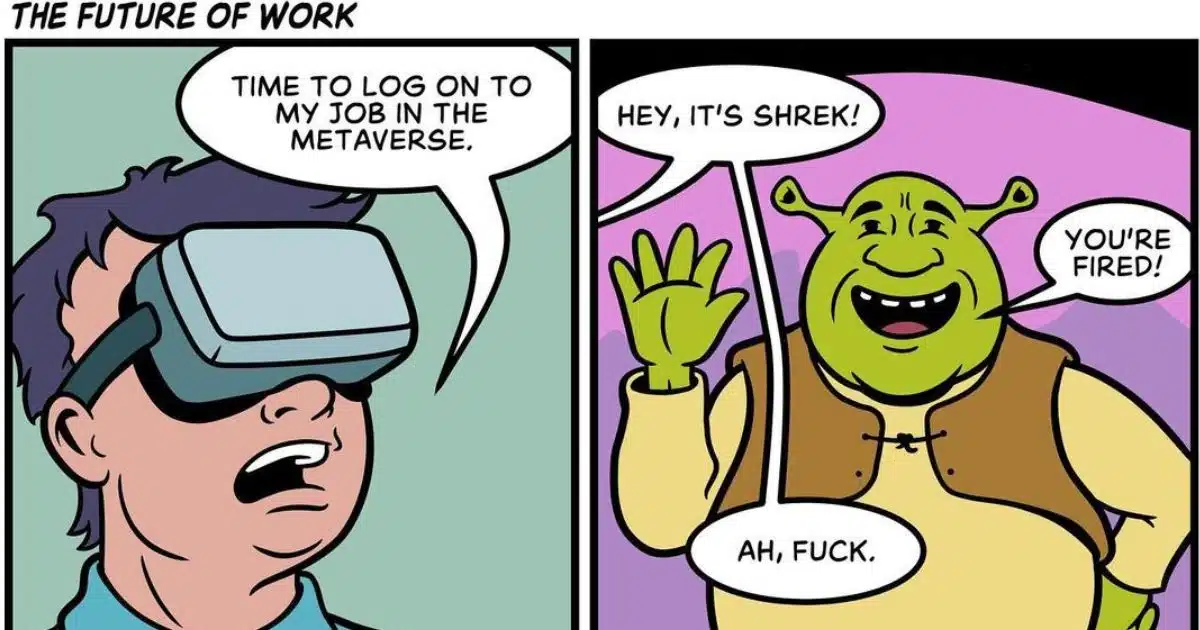 THE FUTURE OF WORK
TIME TO LOG ON TO
MY JOB IN THE
METAVERSE.
HEY, IT'S SHREK!
YOU'RE
FIRED!
AH, FUCK.